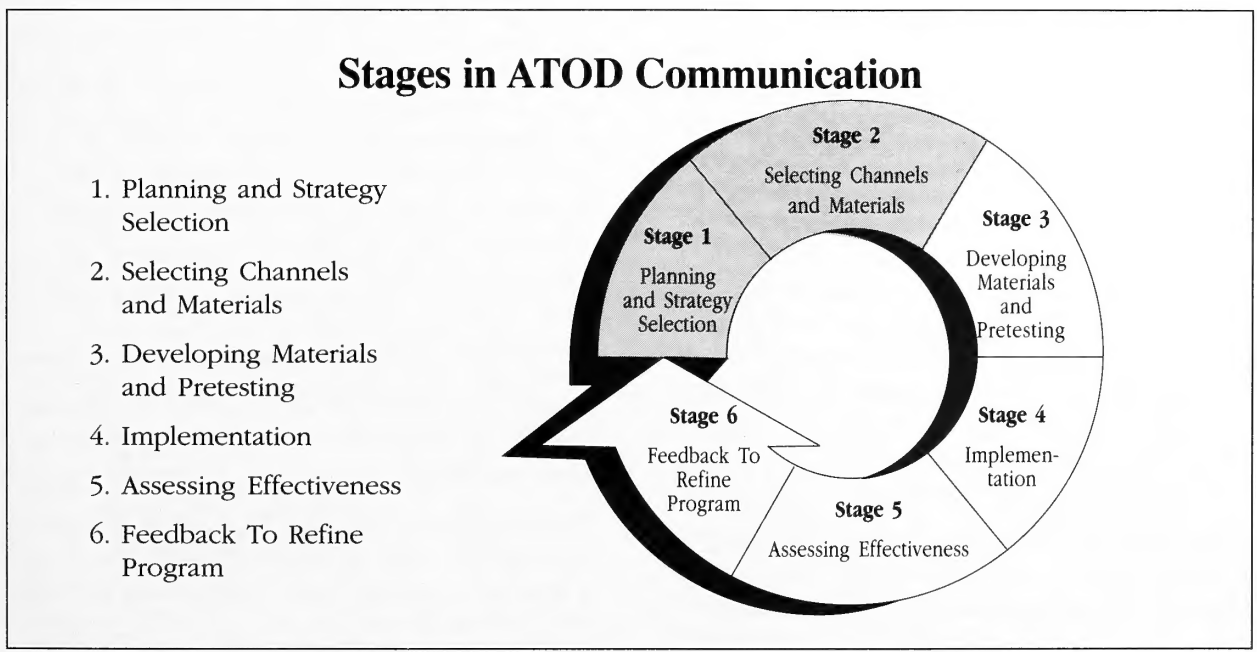 Stages in ATOD Communication
1. Planning and Strategy
Selection
2. Selecting Channels
and Materials
3. Developing Materials
and Pretesting
4. Implementation
5. Assessing Effectiveness
6. Feedback To Refine
Program
Stage 1
Planning
and Strategy
Selection
Stage 2
Selecting Channels
and Materials
Stage 3
Developing
Materials
and
Pretesting
Stage 4
Implemen-
tation
Stage 5
Assessing Effectiveness
Stage 6
Feedback To
Refine
Program